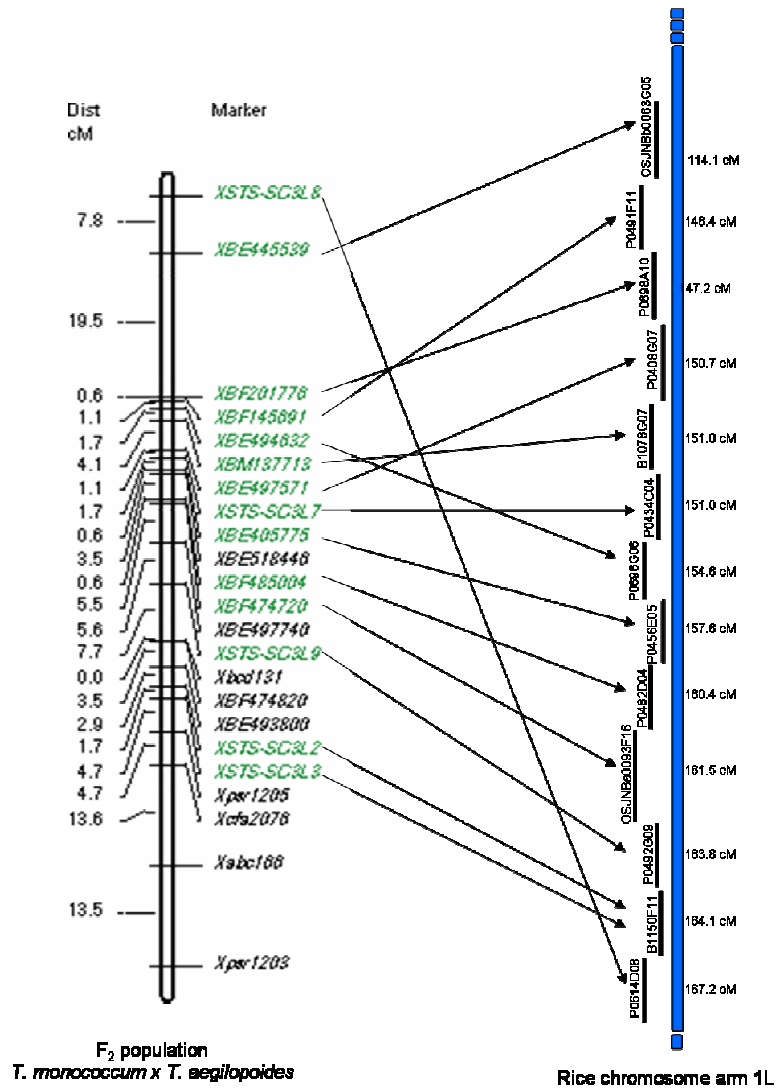 Dist
cM
Marker
XSTS-SC3L8
7.8
XBE445539
19.5
0.6
XBF201776
1.1
XBF145691
1.7
XBE494632
4.1
XBM137713
1.1
XBE497571
1.7
XSTS-SC3L7
0.6
XBE405775
3.5
XBE518446
0.6
XBF485004
5.5
XBF474720
5.6
XBE497740
7.7
XSTS-SC3L9
0.0
Xbcd131
3.5
XBF474820
2.9
XBE493800
1.7
XSTS-SC3L2
4.7
XSTS-SC3L3
4.7
Xpsr1205
13.6
Xcfa2076
Xabc166
13.5
Xpsr1203
F2 population
T. monococcum x T. aegilopoides
OSJNBb0063G05
114.1 cM
P0491F11
146.4 cM
P0698A10
47.2 cM
P0408G07
150.7 cM
B1078G07
151.0 cM
P0434C04
151.0 cM
P0696G06
154.6 cM
P0456E05
157.6 cM
P0482D04
160.4 cM
OSJNBa0093F16
161.5 cM
P0492G09
163.8 cM
B1150F11
164.1 cM
P0614D08
167.2 cM
Rice chromosome arm 1L